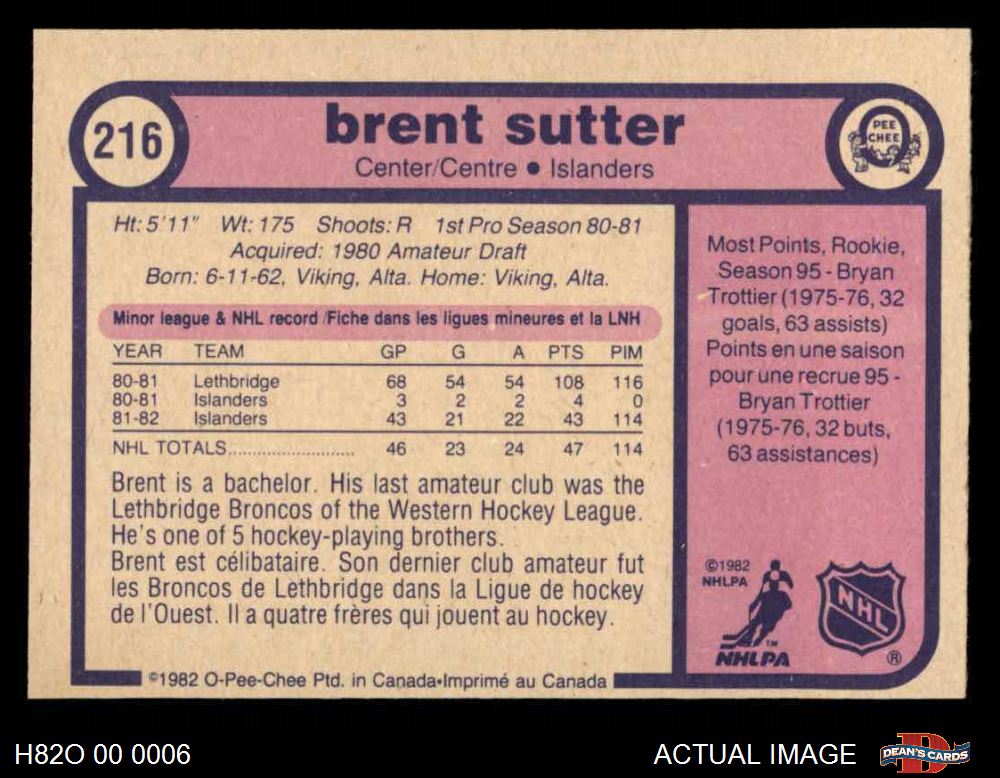 216
brent sutter
Center/Centre • Islanders
PEE
CHEE
Ht: 5'11" Wt: 175 Shoots: R 1st Pro Season 80-81
Acquired: 1980 Amateur Draft
Born: 6-11-62, Viking, Alta. Home: Viking, Alta.
Minor league & NHL record /Fiche dans les ligues mineures et la LNH
YEAR TEAM GP G A PTS PIM
80-81 Lethbridge 68 54 54 108 116
80-81 Islanders 3 2 2 4 0
81-82 Islanders 43 21 22 43 114
NHL TOTALS............................ 46 23 24 47 114
Brent is a bachelor. His last amateur club was the
Lethbridge Broncos of the Western Hockey League.
He's one of 5 hockey-playing brothers.
Brent est célibataire. Son dernier club amateur fut
les Broncos de Lethbridge dans la Ligue de hockey
de l'Ouest. Il a quatre frères qui jouent au hockey.
Most Points, Rookie,
Season 95 - Bryan
Trottier (1975-76, 32
goals, 63 assists)
Points en une saison
pour une recrue 95 -
Bryan Trottier
(1975-76, 32 buts,
63 assistances)
©1982
NHLPA
NHLPA
TM
NHL
®
©1982 O-Pee-Chee Ptd. in Canada•Imprimé au Canada
H82O 00 0006
ACTUAL IMAGE
DEAN'S CARDS